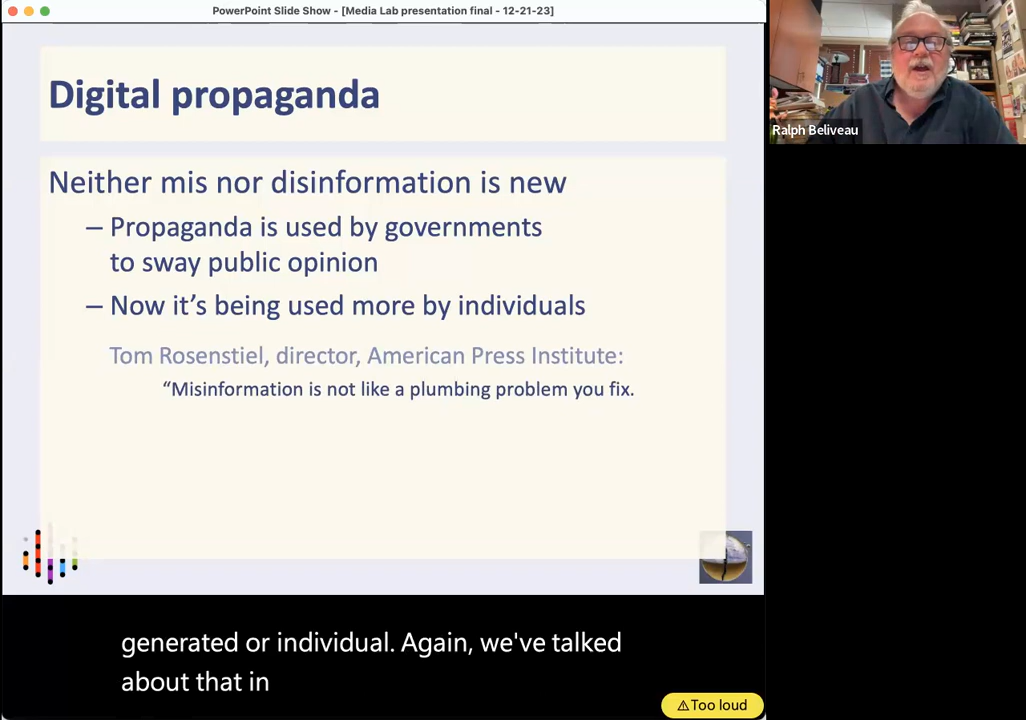 PowerPoint Slide Show - [Media Lab presentation final - 12-21-23]
Digital propaganda
Neither mis nor disinformation is new
– Propaganda is used by governments
to sway public opinion
– Now it's being used more by individuals
Tom Rosenstiel, director, American Press Institute:
“Misinformation is not like a plumbing problem you fix.
Ralph Beliveau
generated or individual. Again, we've talked
about that in
⚠Too loud